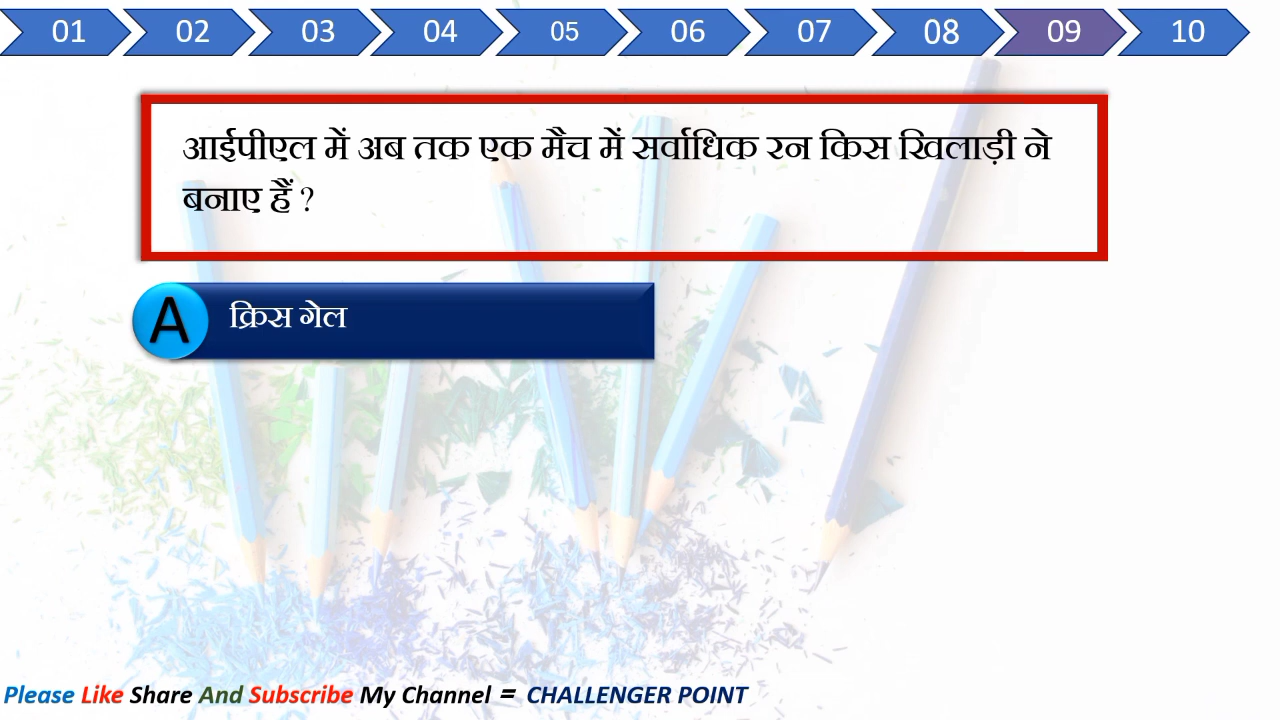 01 02 03 04 05 06 07 08 09 10
आईपीएल में अब तक एक मैच में सर्वाधिक रन किस खिलाड़ी ने
बनाए हैं ?
A क्रिस गेल
Please Like Share And Subscribe My Channel = CHALLENGER POINT